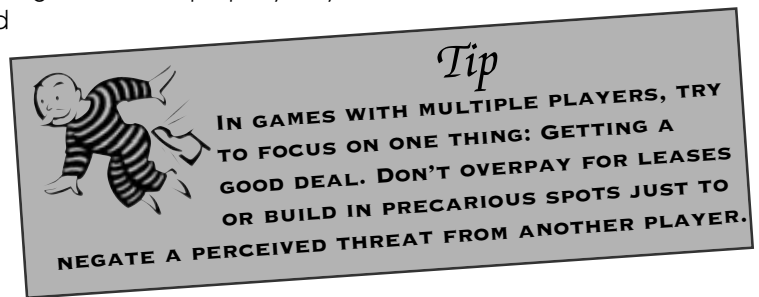 d
Tip
IN GAMES WITH MULTIPLE PLAYERS, TRY
TO FOCUS ON ONE THING: GETTING A
GOOD DEAL. DON'T OVERPAY FOR LEASES
OR BUILD IN PRECARIOUS SPOTS JUST TO
NEGATE A PERCEIVED THREAT FROM ANOTHER PLAYER.